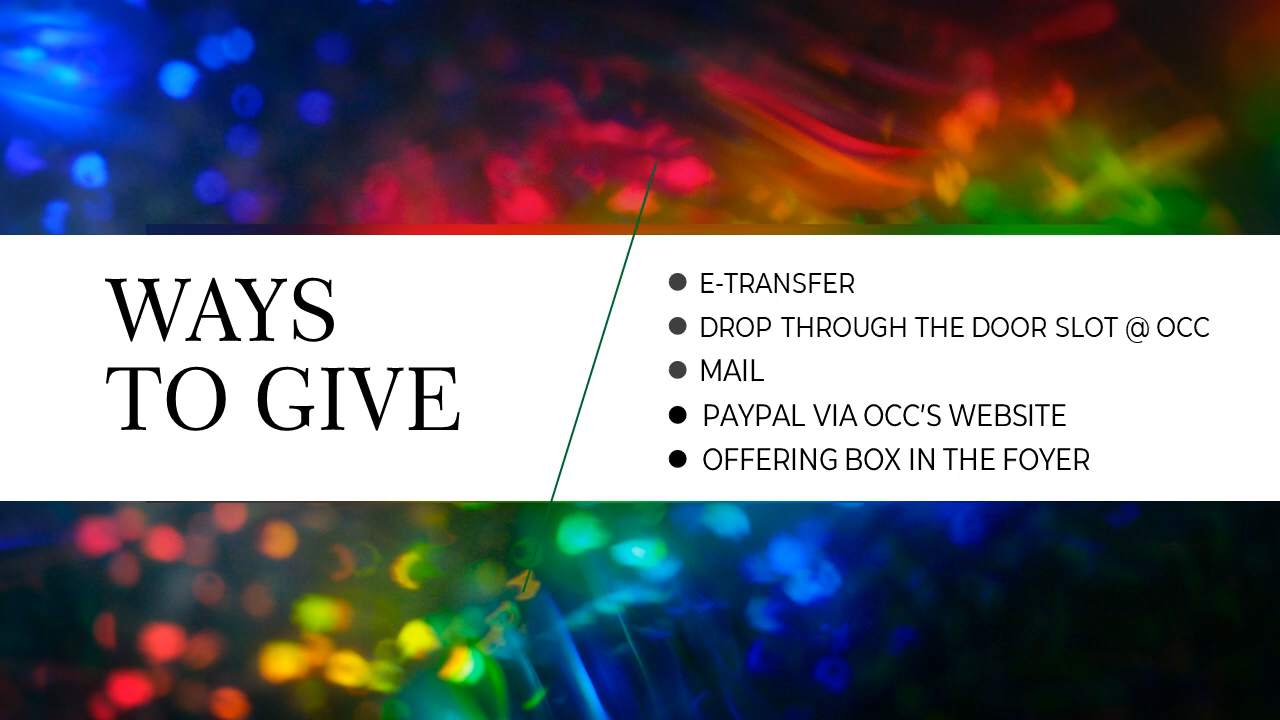 WAYS
TO GIVE
E-TRANSFER
DROP THROUGH THE DOOR SLOT @ OCC
MAIL
PAYPAL VIA OCC'S WEBSITE
OFFERING BOX IN THE FOYER